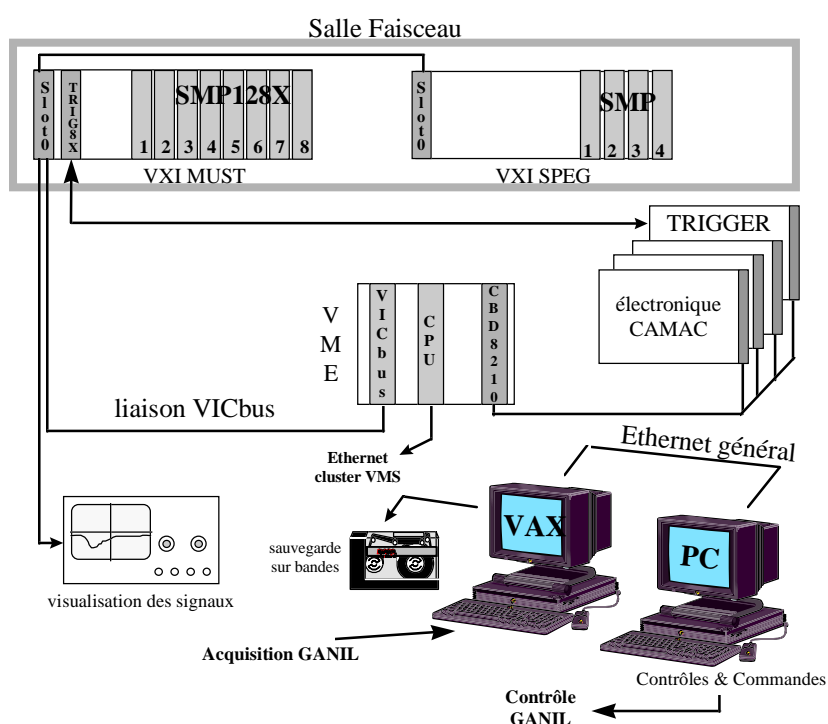 Salle Faisceau
Slot0
TRIG8X
SMP128X
1 2 3 4 5 6 7 8
Slot0
SMP
1 2 3 4
VXI MUST
VXI SPEG
TRIGGER
électronique
CAMAC
VME
VICbus
CPU
CBD8210
liaison VICbus
Ethernet
cluster VMS
Ethernet général
VAX
PC
sauvegarde
sur bandes
visualisation des signaux
Acquisition GANIL
Contrôles & Commandes
Contrôle
GANIL